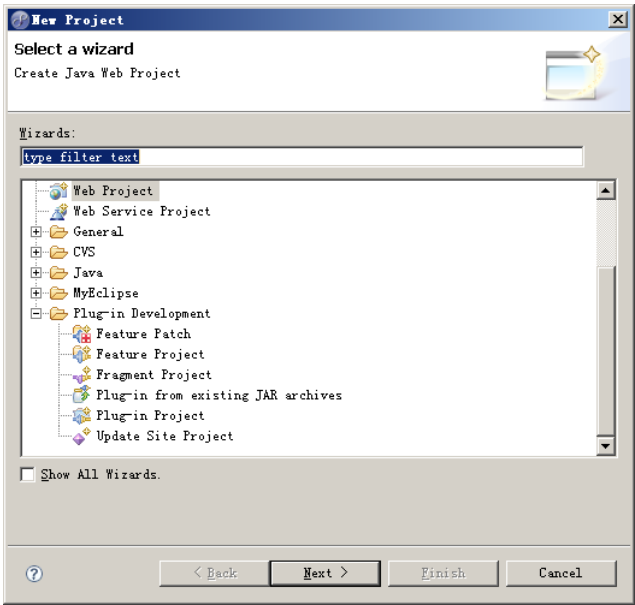 New Project
Select a wizard
Create Java Web Project
Wizards:
type filter text
Web Project
Web Service Project
General
CVS
Java
MyEclipse
Plug-in Development
Feature Patch
Feature Project
Fragment Project
Plug-in from existing JAR archives
Plug-in Project
Update Site Project
Show All Wizards.
? < Back Next > Finish Cancel